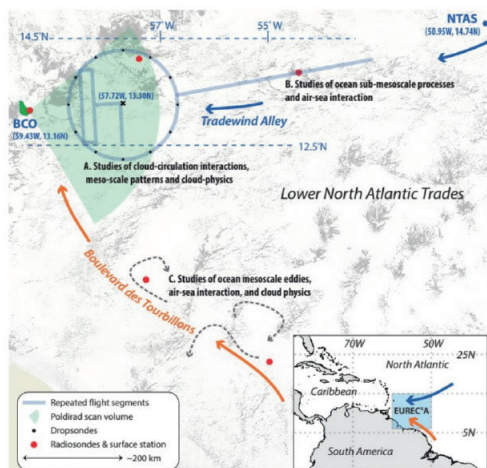 57° W
55°
NTAS
(50.95W, 14.74N)
14.5°N
(57.72W, 13.30N)
B. Studies of ocean sub-mesoscale processes
and air-sea interaction
BCO
(59.43W, 13.16N)
Tradewind Alley
12.5°N
A. Studies of cloud-circulation interactions,
meso-scale patterns and cloud-physics
Lower North Atlantic Trades
Boulevard des Tourbillons
C. Studies of ocean mesoscale eddies,
air-sea interaction, and cloud physics
70W
50W
25N
North Atlantic
Caribbean
EUREC⁴A
5N
South America
Repeated flight segments
Poldirad scan volume
Dropsondes
Radiosondes & surface station
~200 km